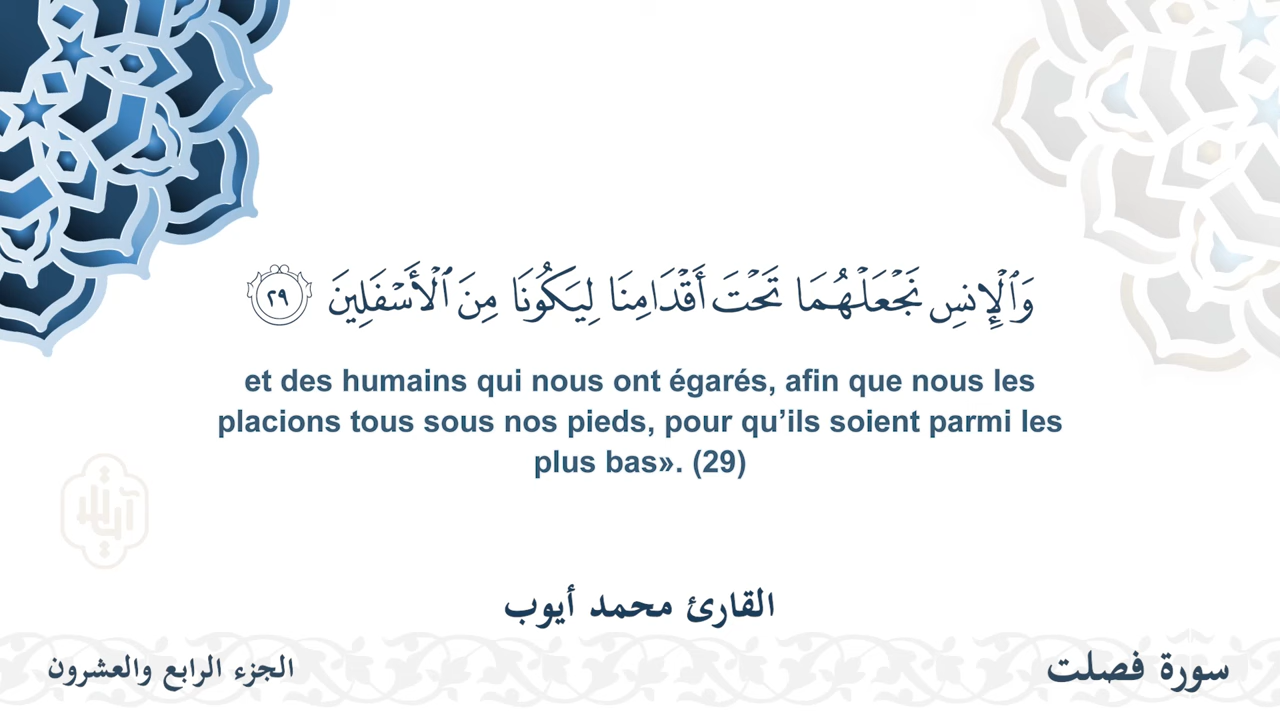 وَٱلْإِنسِ نَجْعَلْهُمَا تَحْتَ أَقْدَامِنَا لِيَكُونَا مِنَ ٱلْأَسْفَلِينَ ٢٩
et des humains qui nous ont égarés, afin que nous les
placions tous sous nos pieds, pour qu’ils soient parmi les
plus bas». (29)
القارئ محمد أيوب
سورة فصلت
الجزء الرابع والعشرون